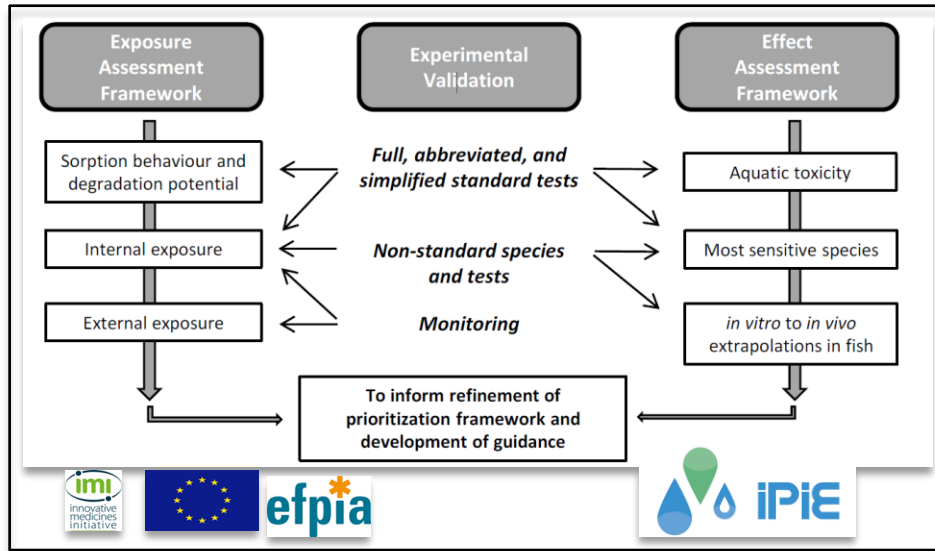 Exposure
Assessment
Framework
Experimental
Validation
Effect
Assessment
Framework
Sorption behaviour and
degradation potential
Full, abbreviated, and
simplified standard tests
Aquatic toxicity
Internal exposure
Non-standard species
and tests
Most sensitive species
External exposure
Monitoring
in vitro to in vivo
extrapolations in fish
To inform refinement of
prioritization framework and
development of guidance
imi
innovative
medicines
initiative
efpia
iPiE